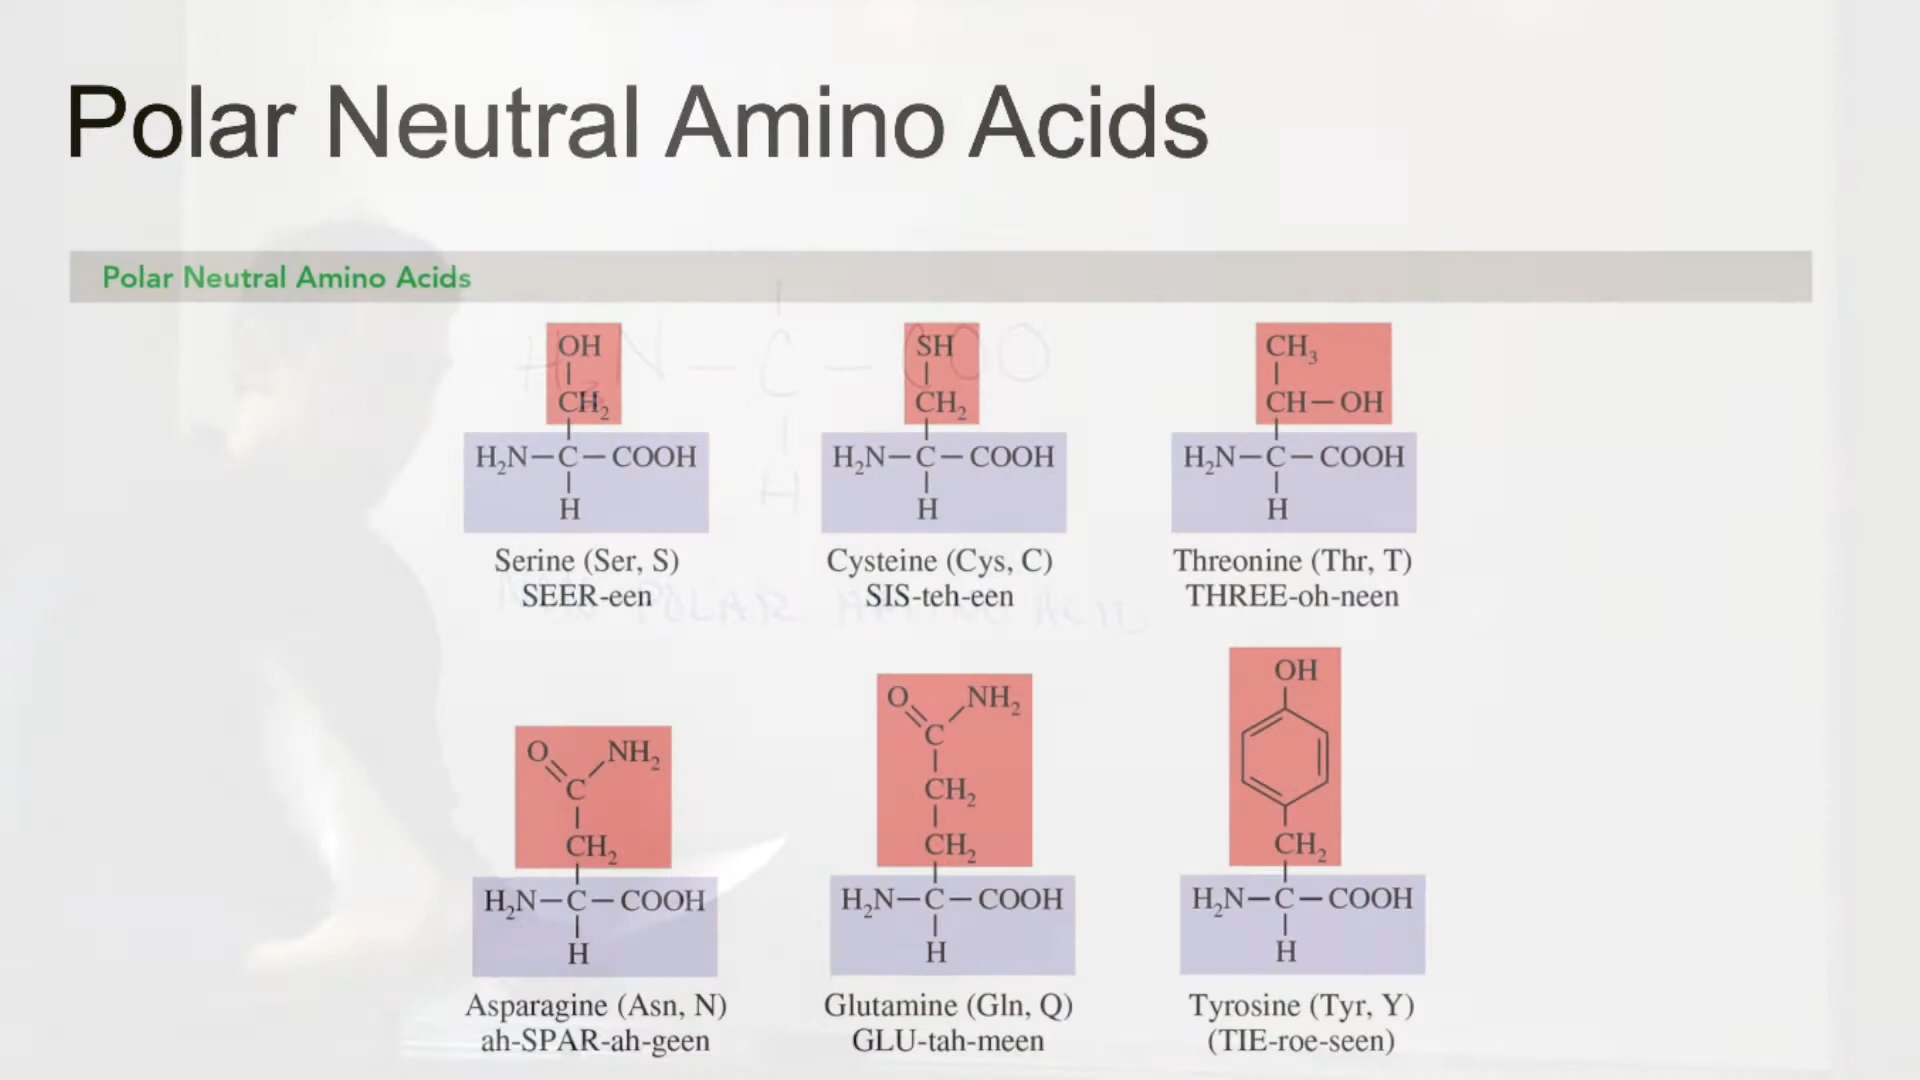 Polar Neutral Amino Acids
Polar Neutral Amino Acids
OH
CH₂
H₂N—C—COOH
H
Serine (Ser, S)
SEER-een
SH
CH₂
H₂N—C—COOH
H
Cysteine (Cys, C)
SIS-teh-een
CH₃
CH—OH
H₂N—C—COOH
H
Threonine (Thr, T)
THREE-oh-neen
O NH₂
C
CH₂
H₂N—C—COOH
H
Asparagine (Asn, N)
ah-SPAR-ah-geen
O NH₂
C
CH₂
CH₂
H₂N—C—COOH
H
Glutamine (Gln, Q)
GLU-tah-meen
OH
CH₂
H₂N—C—COOH
H
Tyrosine (Tyr, Y)
(TIE-roe-seen)
N — C — COO
H
POLAR